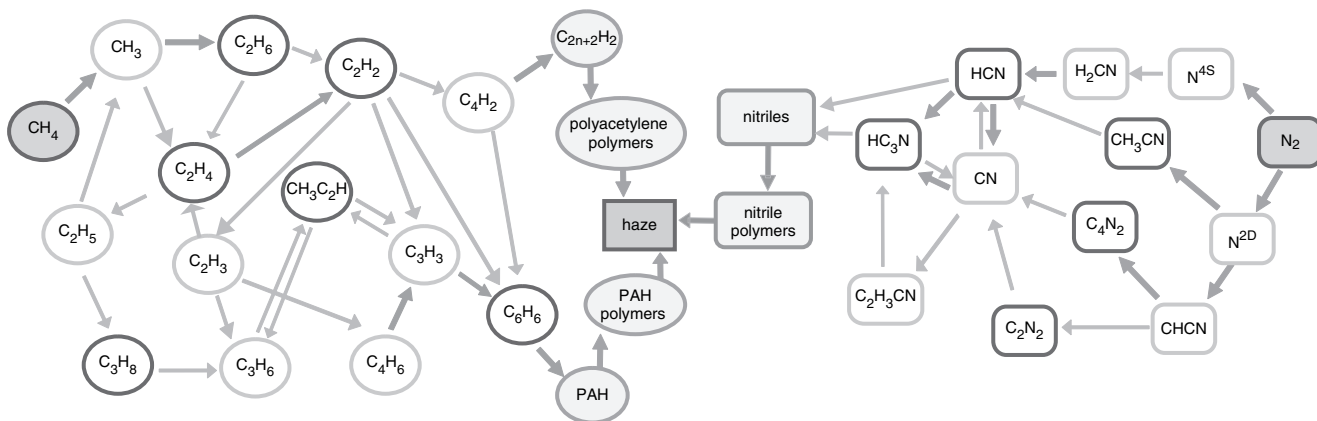 CH₃
C₂H₆
C₂H₂
C₂ₙ₊₂H₂
CH₄
C₄H₂
polyacetylene
polymers
C₂H₄
CH₃C₂H
C₂H₅
C₂H₃
C₃H₃
haze
C₆H₆
PAH
polymers
C₃H₈
C₃H₆
C₄H₆
PAH
nitriles
nitrile
polymers
HCN
H₂CN
N⁴ˢ
N₂
HC₃N
CH₃CN
CN
C₄N₂
N²ᴰ
C₂H₃CN
C₂N₂
CHCN